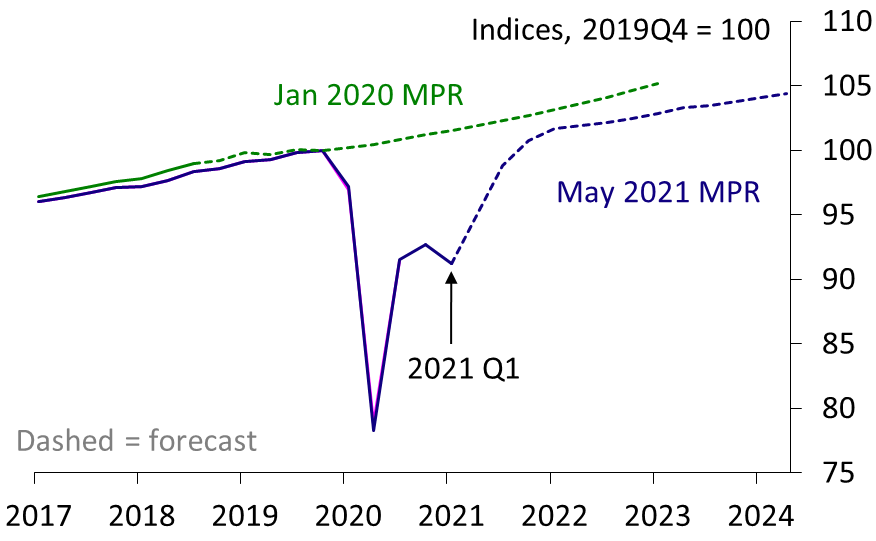 Indices, 2019Q4 = 100
110
Jan 2020 MPR
105
100
May 2021 MPR
95
90
85
2021 Q1
80
Dashed = forecast
75
2017 2018 2019 2020 2021 2022 2023 2024